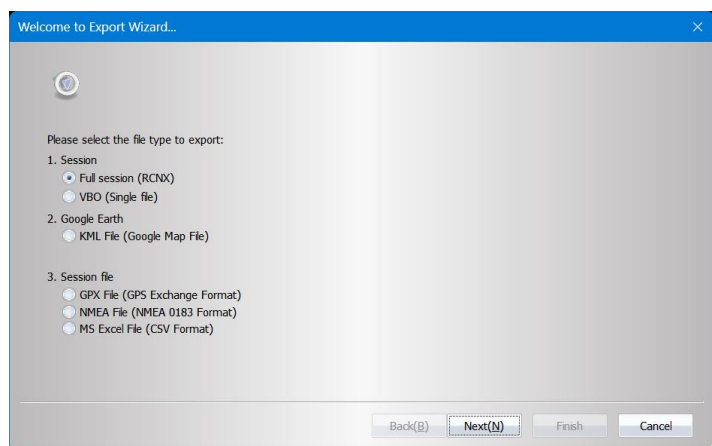 Welcome to Export Wizard...
Please select the file type to export:
1. Session
Full session (RCNX)
VBO (Single file)
2. Google Earth
KML File (Google Map File)
3. Session file
GPX File (GPS Exchange Format)
NMEA File (NMEA 0183 Format)
MS Excel File (CSV Format)
Back(B) Next(N) Finish Cancel